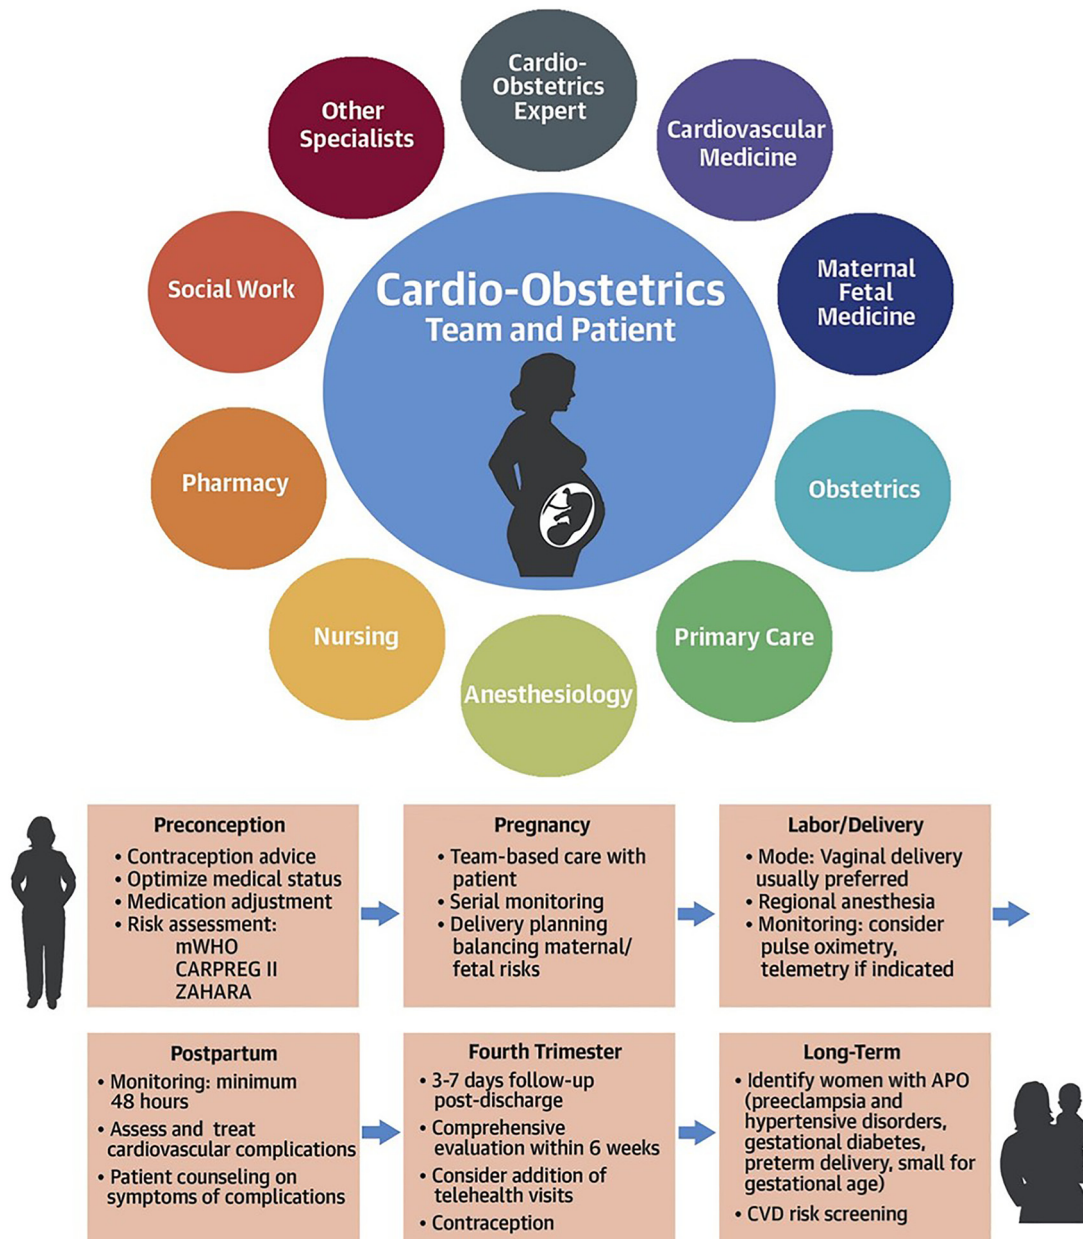 Cardio-
Obstetrics
Expert
Other
Specialists
Cardiovascular
Medicine
Social Work
Cardio-Obstetrics
Team and Patient
Maternal
Fetal
Medicine
Pharmacy
Obstetrics
Nursing
Primary Care
Anesthesiology
Preconception
• Contraception advice
• Optimize medical status
• Medication adjustment
• Risk assessment:
mWHO
CARPREG II
ZAHARA
Pregnancy
• Team-based care with
patient
• Serial monitoring
• Delivery planning
balancing maternal/
fetal risks
Labor/Delivery
• Mode: Vaginal delivery
usually preferred
• Regional anesthesia
• Monitoring: consider
pulse oximetry,
telemetry if indicated
Postpartum
• Monitoring: minimum
48 hours
• Assess and treat
cardiovascular complications
• Patient counseling on
symptoms of complications
Fourth Trimester
• 3-7 days follow-up
post-discharge
• Comprehensive
evaluation within 6 weeks
• Consider addition of
telehealth visits
• Contraception
Long-Term
• Identify women with APO
(preeclampsia and
hypertensive disorders,
gestational diabetes,
preterm delivery, small for
gestational age)
• CVD risk screening